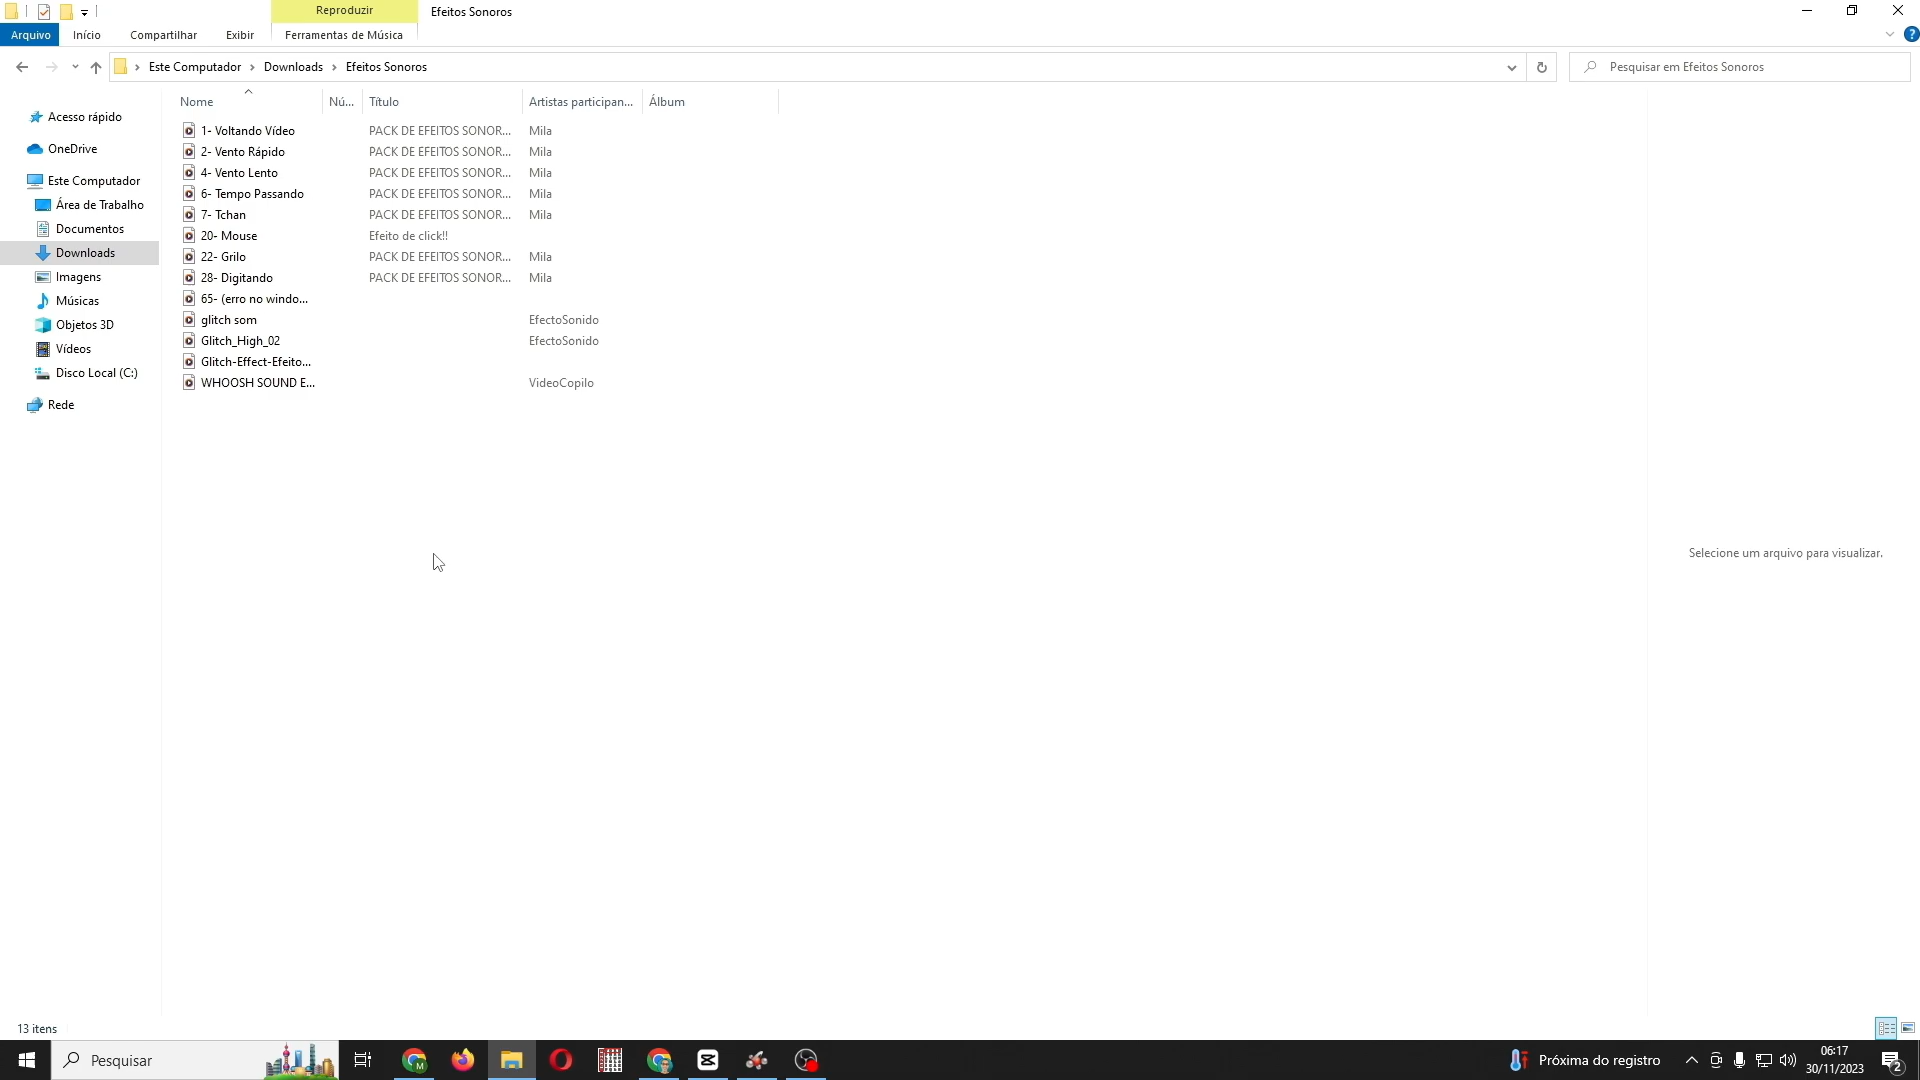 Reproduzir
Efeitos Sonoros
Arquivo
Início
Compartilhar
Exibir
Ferramentas de Música
Este Computador
Downloads
Efeitos Sonoros
Pesquisar em Efeitos Sonoros
Nome
Nú...
Título
Artistas participan...
Álbum
Acesso rápido
OneDrive
Este Computador
Área de Trabalho
Documentos
Downloads
Imagens
Músicas
Objetos 3D
Vídeos
Disco Local (C:)
Rede
1- Voltando Vídeo PACK DE EFEITOS SONOR... Mila
2- Vento Rápido PACK DE EFEITOS SONOR... Mila
4- Vento Lento PACK DE EFEITOS SONOR... Mila
6- Tempo Passando PACK DE EFEITOS SONOR... Mila
7- Tchan PACK DE EFEITOS SONOR... Mila
20- Mouse Efeito de click!!
22- Grilo PACK DE EFEITOS SONOR... Mila
28- Digitando PACK DE EFEITOS SONOR... Mila
65- (erro no windo...
glitch som EfectoSonido
Glitch_High_02 EfectoSonido
Glitch-Effect-Efeito...
WHOOSH SOUND E... VideoCopilo
Selecione um arquivo para visualizar.
13 itens
Pesquisar
Próxima do registro
06:17
30/11/2023
2